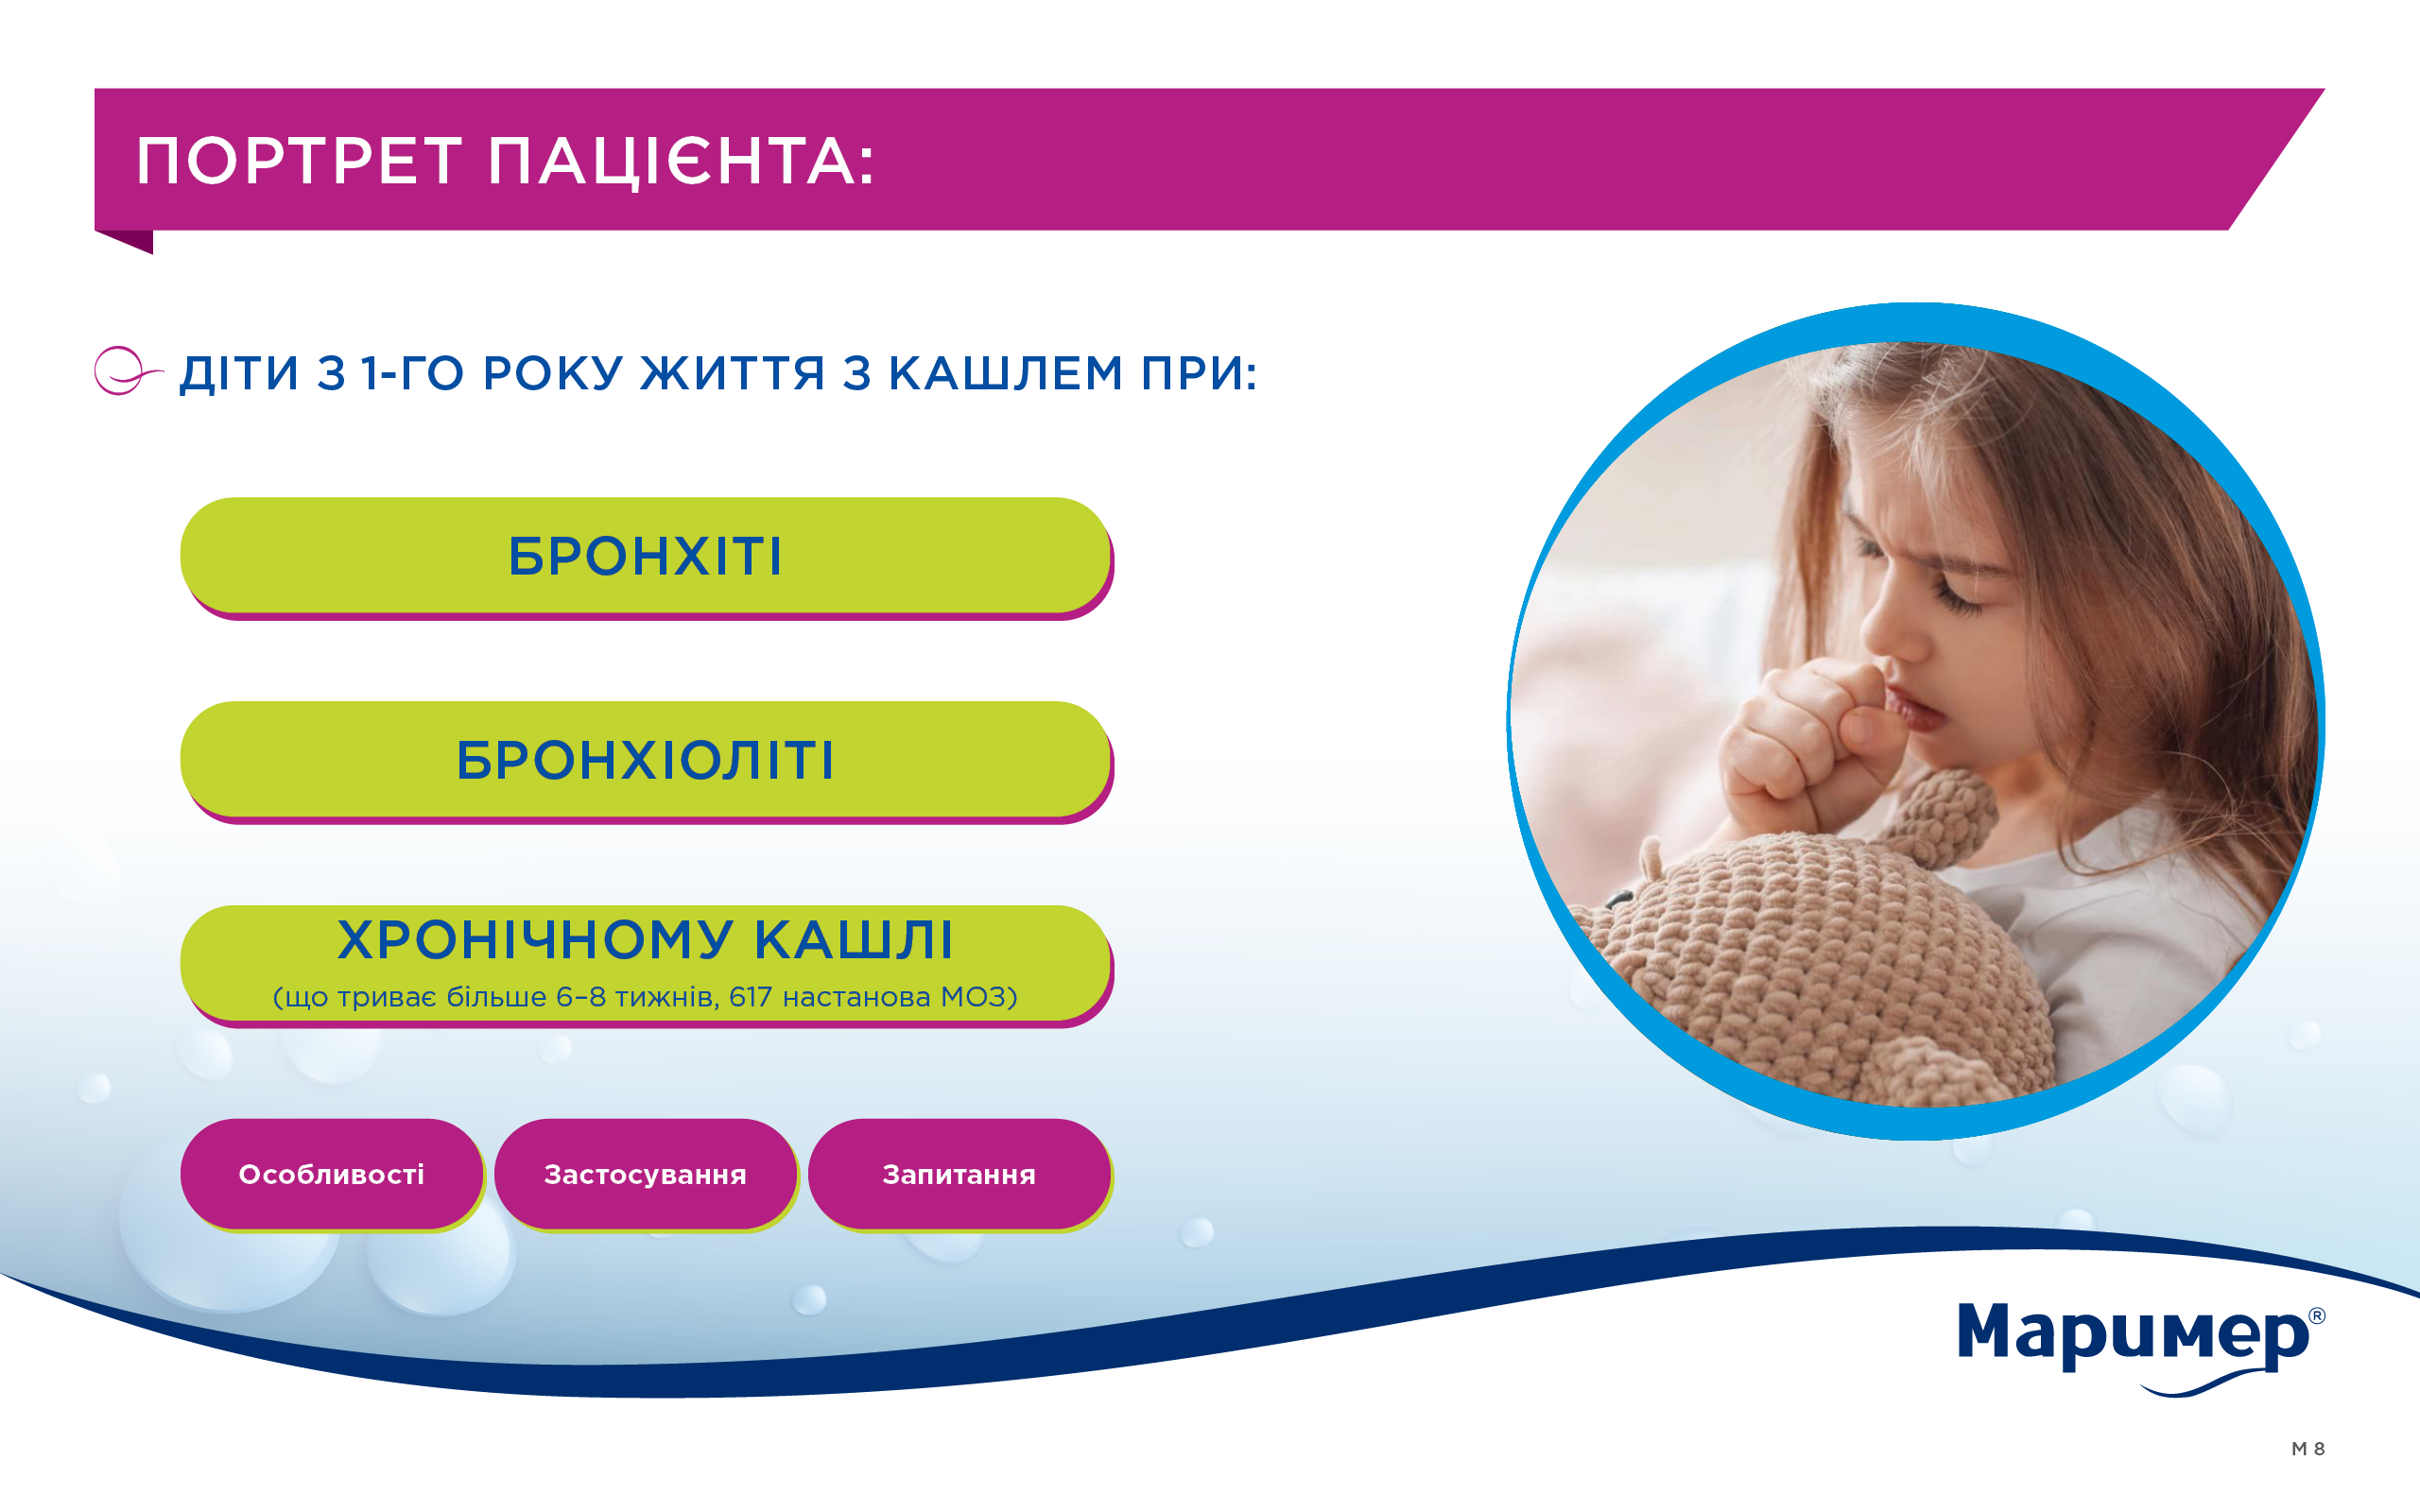 ПОРТРЕТ ПАЦІЄНТА:
ДІТИ З 1-ГО РОКУ ЖИТТЯ З КАШЛЕМ ПРИ:
БРОНХІТІ
БРОНХІОЛІТІ
ХРОНІЧНОМУ КАШЛІ
(що триває більше 6–8 тижнів, 617 настанова МОЗ)
Особливості
Застосування
Запитання
Маример®
М 8